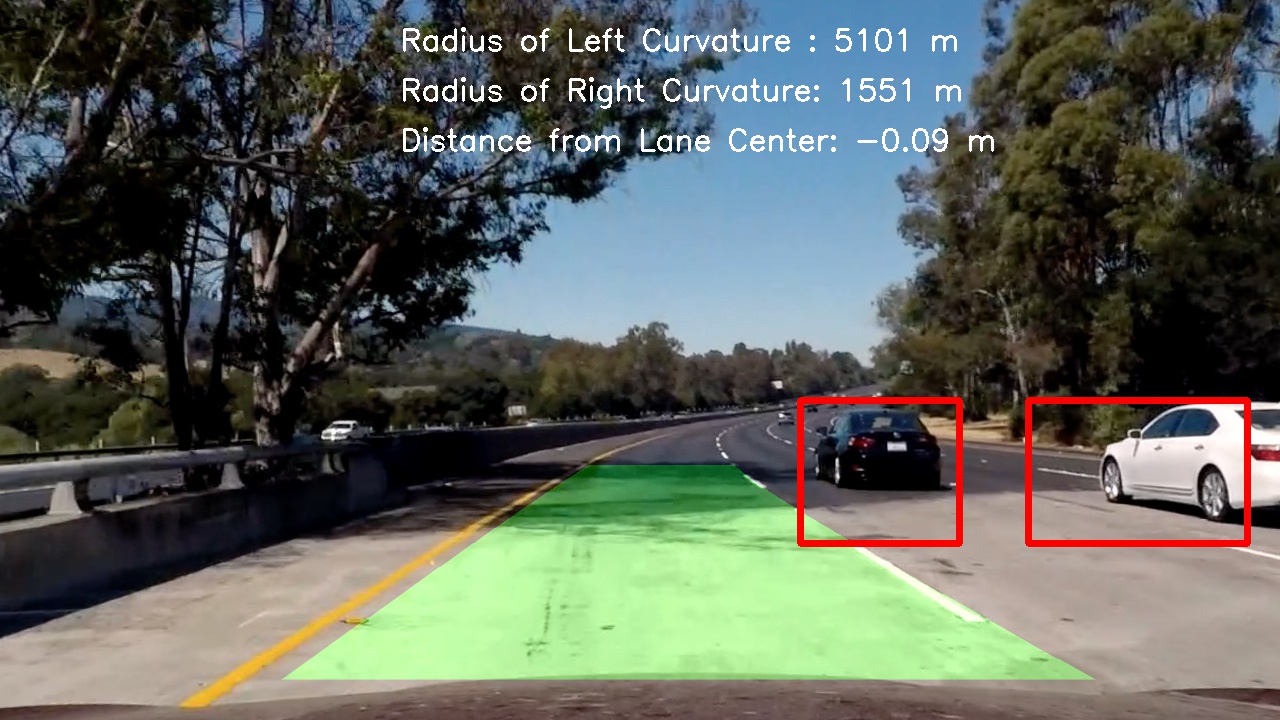 Radius of Left Curvature : 5101 m
Radius of Right Curvature: 1551 m
Distance from Lane Center: −0.09 m